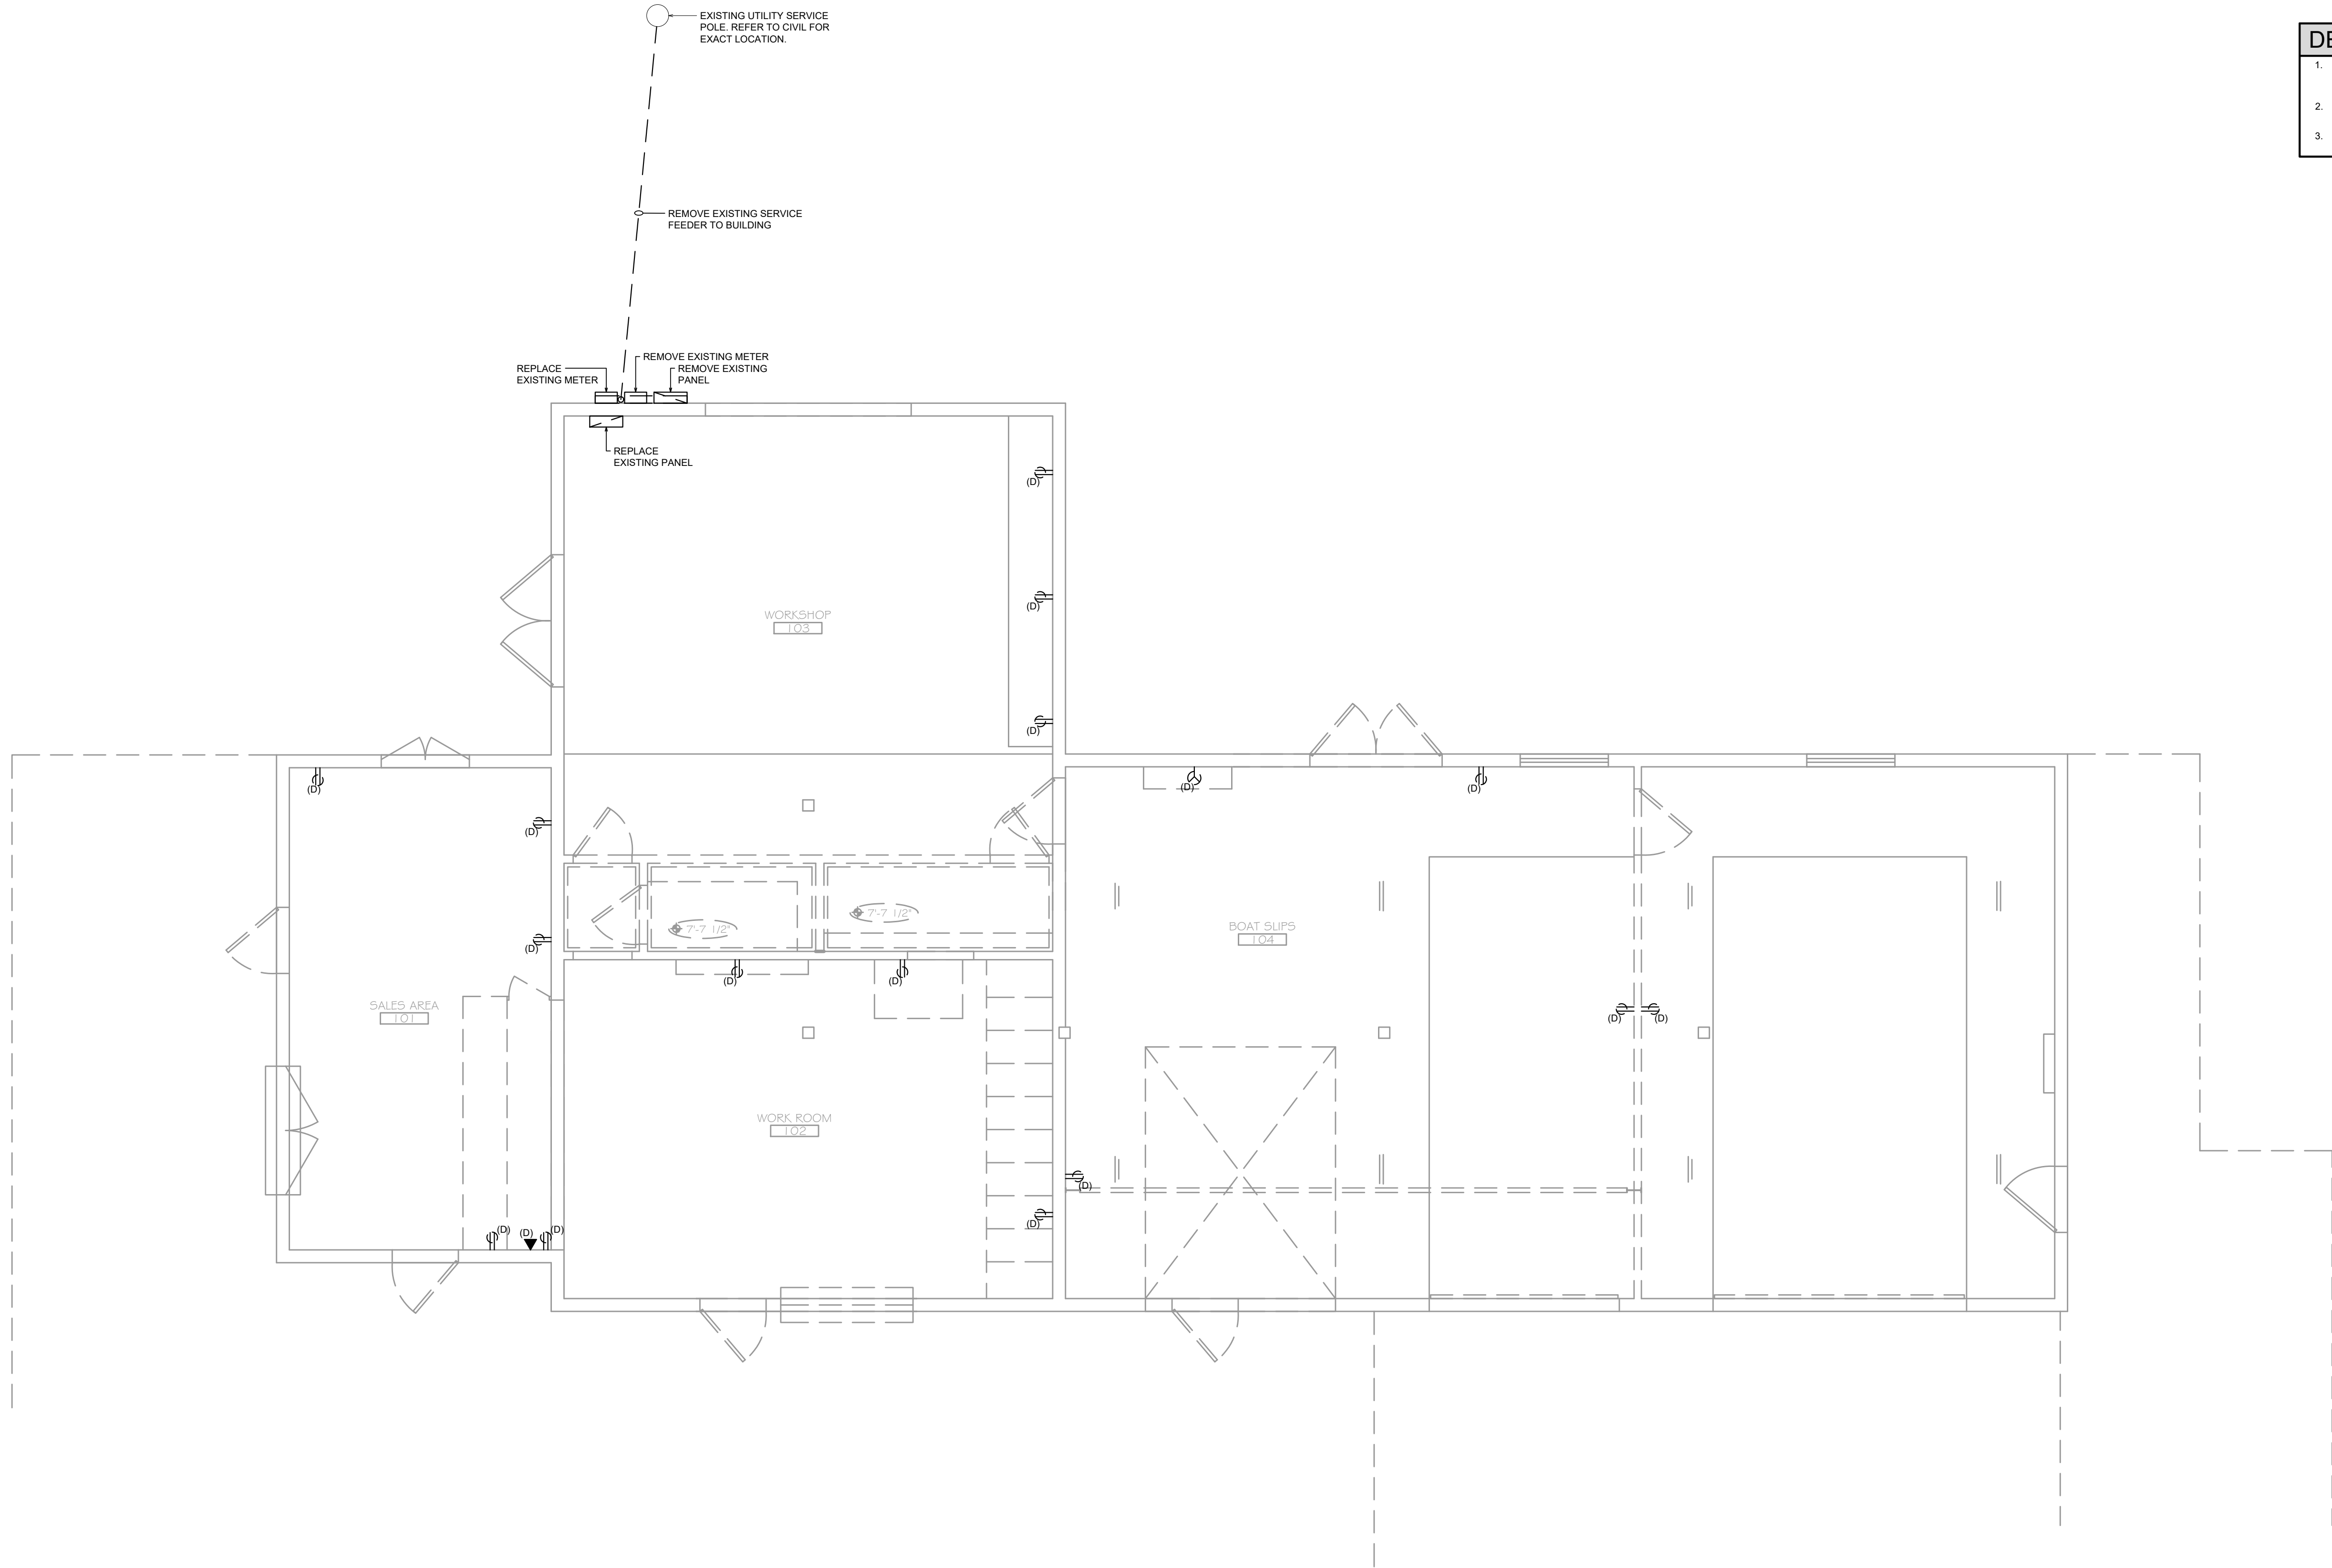 EXISTING UTILITY SERVICE
POLE. REFER TO CIVIL FOR
EXACT LOCATION.
DE
1.
2.
3.
REMOVE EXISTING SERVICE
FEEDER TO BUILDING
REPLACE
EXISTING METER
REMOVE EXISTING METER
REMOVE EXISTING
PANEL
REPLACE
EXISTING PANEL
(D)
(D)
WORKSHOP
103
(D)
(D)
(D)
(D)
(D)
(D)
7'-7 1/2"
7'-7 1/2"
BOAT SLIPS
104
(D)
(D)
(D)
SALES AREA
101
(D)
(D)
WORK ROOM
102
(D)
(D)
(D)
(D)
(D)